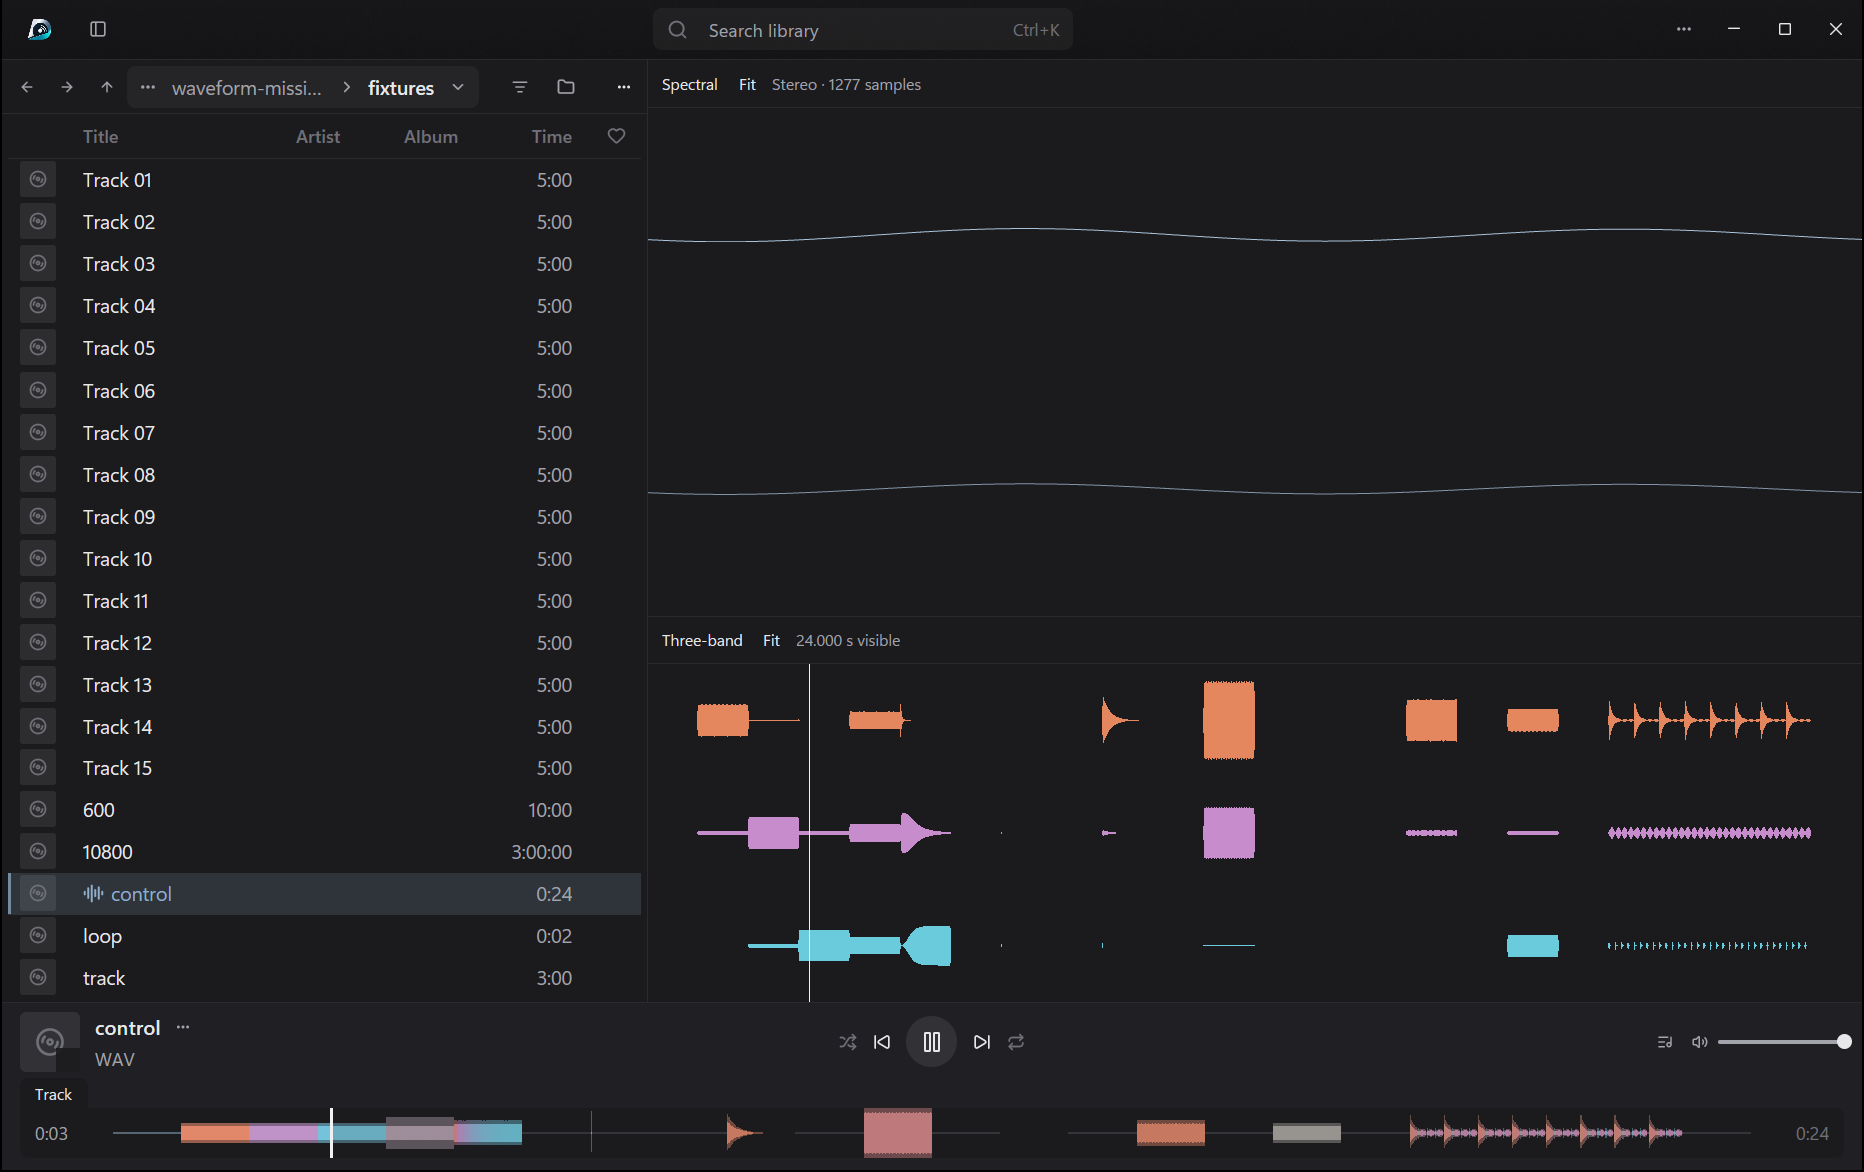 Search library Ctrl+K
waveform-missi... fixtures
Title Artist Album Time
Track 01 5:00
Track 02 5:00
Track 03 5:00
Track 04 5:00
Track 05 5:00
Track 06 5:00
Track 07 5:00
Track 08 5:00
Track 09 5:00
Track 10 5:00
Track 11 5:00
Track 12 5:00
Track 13 5:00
Track 14 5:00
Track 15 5:00
600 10:00
10800 3:00:00
control 0:24
loop 0:02
track 3:00
Spectral Fit Stereo · 1277 samples
Three-band Fit 24.000 s visible
control
WAV
Track
0:03 0:24